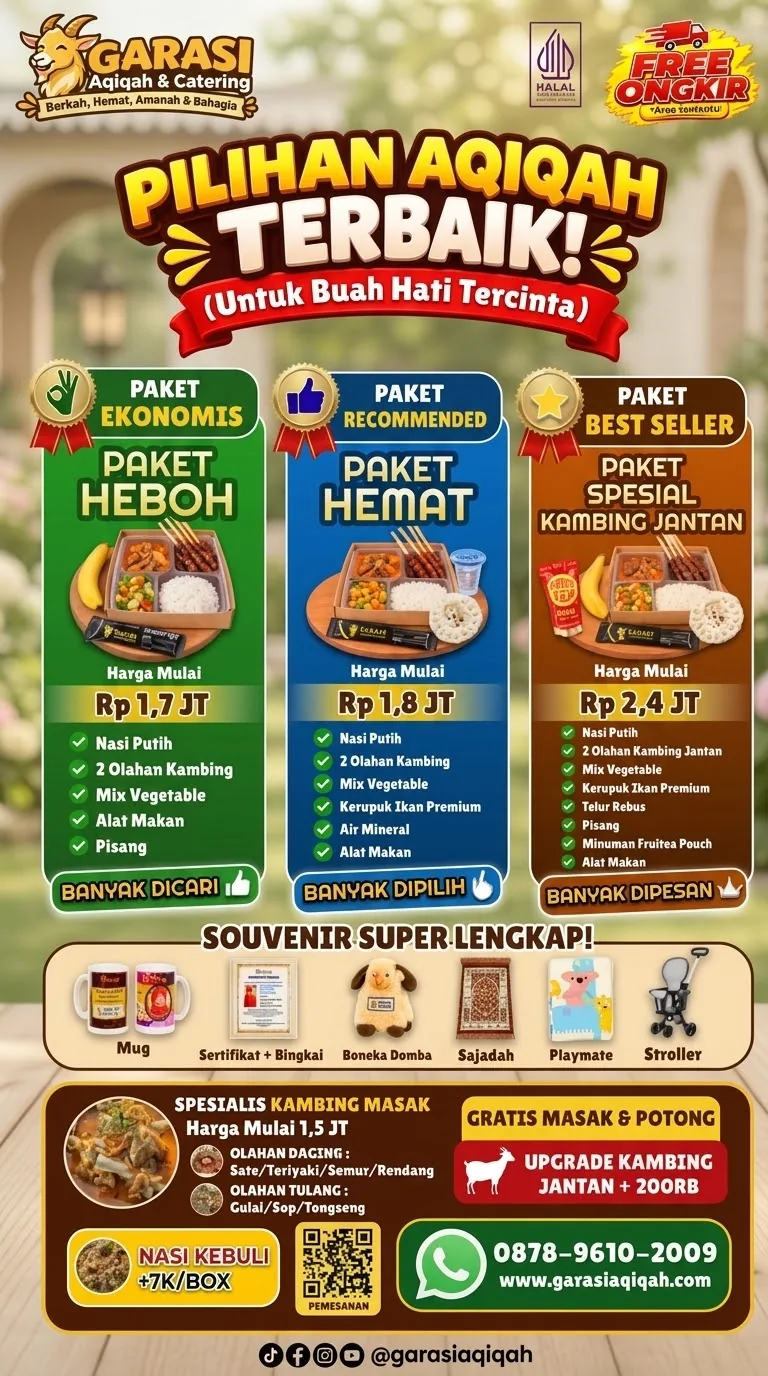 GARASI
Aqiqah & Catering
Berkah, Hemat, Amanah & Bahagia
HALAL
INDONESIA
FREE
ONGKIR
PILIHAN AQIQAH
TERBAIK!
(Untuk Buah Hati Tercinta)
PAKET
EKONOMIS
PAKET
HEBOH
Harga Mulai
Rp 1,7 JT
Nasi Putih
2 Olahan Kambing
Mix Vegetable
Alat Makan
Pisang
BANYAK DICARI
PAKET
RECOMMENDED
PAKET
HEMAT
Harga Mulai
Rp 1,8 JT
Nasi Putih
2 Olahan Kambing
Mix Vegetable
Kerupuk Ikan Premium
Air Mineral
Alat Makan
BANYAK DIPILIH
PAKET
BEST SELLER
PAKET
SPESIAL
KAMBING JANTAN
Harga Mulai
Rp 2,4 JT
Nasi Putih
2 Olahan Kambing Jantan
Mix Vegetable
Kerupuk Ikan Premium
Telur Rebus
Pisang
Minuman Fruitea Pouch
Alat Makan
BANYAK DIPESAN
SOUVENIR SUPER LENGKAP!
Mug
Sertifikat + Bingkai
Boneka Domba
Sajadah
Playmate
Stroller
SPESIALIS KAMBING MASAK
Harga Mulai 1,5 JT
OLAHAN DAGING :
Sate/Teriyaki/Semur/Rendang
OLAHAN TULANG :
Gulai/Sop/Tongseng
GRATIS MASAK & POTONG
UPGRADE KAMBING
JANTAN + 200RB
NASI KEBULI
+7K/BOX
PEMESANAN
0878-9610-2009
www.garasiaqiqah.com
@garasiaqiqah